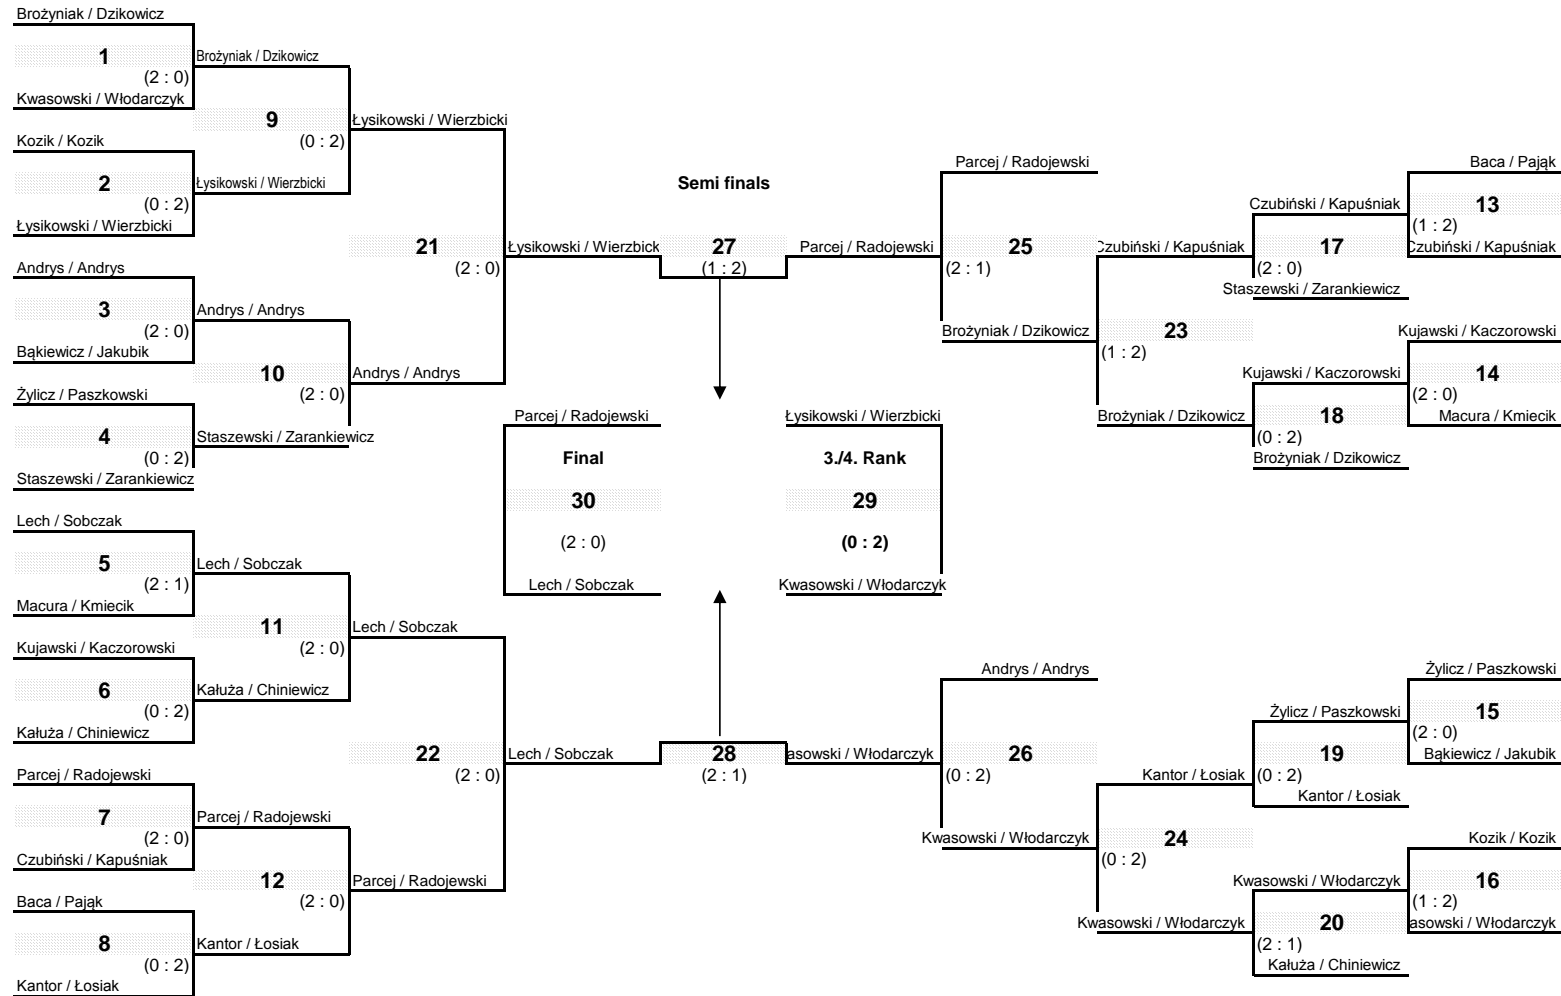 Brożyniak / Dzikowicz
1
(2 : 0)
Kwasowski / Włodarczyk
Kozik / Kozik
2
(0 : 2)
Łysikowski / Wierzbicki
Andrys / Andrys
3
(2 : 0)
Bąkiewicz / Jakubik
Żylicz / Paszkowski
4
(0 : 2)
Staszewski / Zarankiewicz
Lech / Sobczak
5
(2 : 1)
Macura / Kmiecik
Kujawski / Kaczorowski
6
(0 : 2)
Kałuża / Chiniewicz
Parcej / Radojewski
7
(2 : 0)
Czubiński / Kapuśniak
Baca / Pająk
8
(0 : 2)
Kantor / Łosiak
Brożyniak / Dzikowicz
9
(0 : 2)
Łysikowski / Wierzbicki
Andrys / Andrys
10
(2 : 0)
Staszewski / Zarankiewicz
Lech / Sobczak
11
(2 : 0)
Kałuża / Chiniewicz
Parcej / Radojewski
12
(2 : 0)
Kantor / Łosiak
Łysikowski / Wierzbicki
21
(2 : 0)
Andrys / Andrys
Lech / Sobczak
22
(2 : 0)
Parcej / Radojewski
Semi finals
Łysikowski / Wierzbick
27
(1 : 2)
Parcej / Radojewski
Parcej / Radojewski
Final
30
(2 : 0)
Lech / Sobczak
Łysikowski / Wierzbicki
3./4. Rank
29
(0 : 2)
Kwasowski / Włodarczyk
Lech / Sobczak
28
(2 : 1)
asowski / Włodarczyk
Parcej / Radojewski
25
(2 : 1)
Brożyniak / Dzikowicz
Andrys / Andrys
26
(0 : 2)
Kwasowski / Włodarczyk
Czubiński / Kapuśniak
23
(1 : 2)
Brożyniak / Dzikowicz
Kantor / Łosiak
24
(0 : 2)
Kwasowski / Włodarczyk
Czubiński / Kapuśniak
17
(2 : 0)
Staszewski / Zarankiewicz
Kujawski / Kaczorowski
18
(0 : 2)
Brożyniak / Dzikowicz
Żylicz / Paszkowski
19
(0 : 2)
Kantor / Łosiak
Kwasowski / Włodarczyk
20
(2 : 1)
Kałuża / Chiniewicz
Baca / Pająk
13
(1 : 2)
Czubiński / Kapuśniak
Kujawski / Kaczorowski
14
(2 : 0)
Macura / Kmiecik
Żylicz / Paszkowski
15
(2 : 0)
Bąkiewicz / Jakubik
Kozik / Kozik
16
(1 : 2)
asowski / Włodarczyk